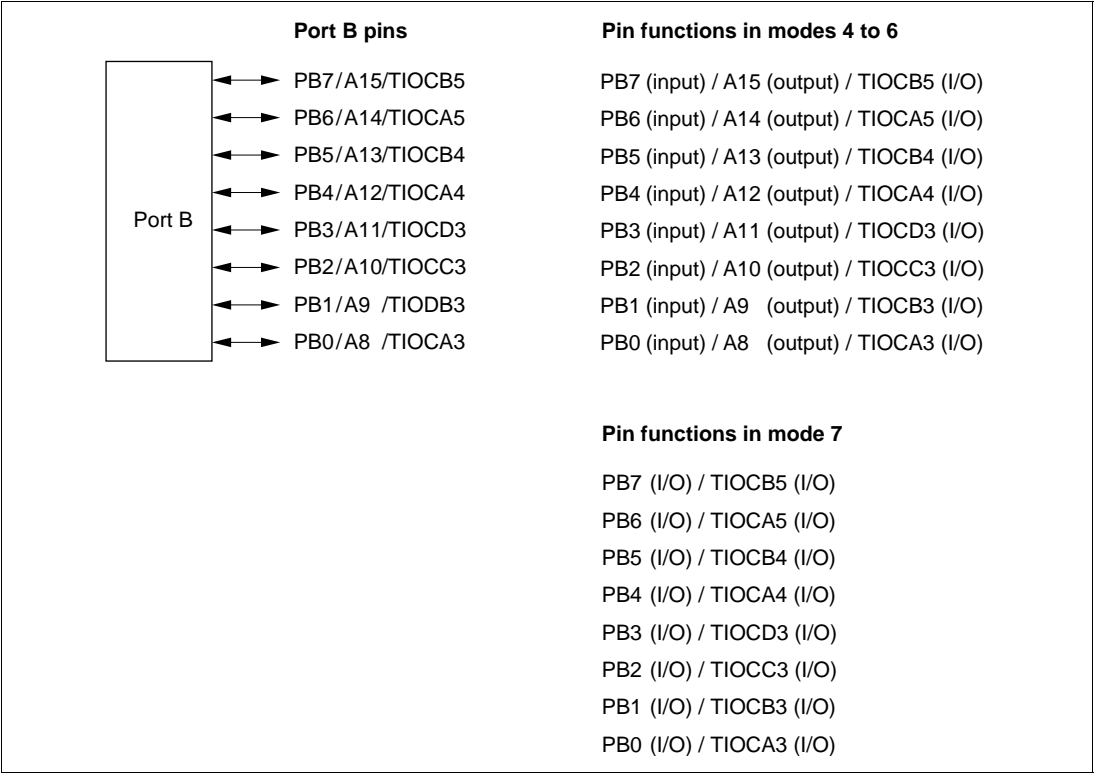 Port B pins
Pin functions in modes 4 to 6
Port B
PB7/A15/TIOCB5
PB7 (input) / A15 (output) / TIOCB5 (I/O)
PB6/A14/TIOCA5
PB6 (input) / A14 (output) / TIOCA5 (I/O)
PB5/A13/TIOCB4
PB5 (input) / A13 (output) / TIOCB4 (I/O)
PB4/A12/TIOCA4
PB4 (input) / A12 (output) / TIOCA4 (I/O)
PB3/A11/TIOCD3
PB3 (input) / A11 (output) / TIOCD3 (I/O)
PB2/A10/TIOCC3
PB2 (input) / A10 (output) / TIOCC3 (I/O)
PB1/A9 /TIODB3
PB1 (input) / A9 (output) / TIOCB3 (I/O)
PB0/A8 /TIOCA3
PB0 (input) / A8 (output) / TIOCA3 (I/O)
Pin functions in mode 7
PB7 (I/O) / TIOCB5 (I/O)
PB6 (I/O) / TIOCA5 (I/O)
PB5 (I/O) / TIOCB4 (I/O)
PB4 (I/O) / TIOCA4 (I/O)
PB3 (I/O) / TIOCD3 (I/O)
PB2 (I/O) / TIOCC3 (I/O)
PB1 (I/O) / TIOCB3 (I/O)
PB0 (I/O) / TIOCA3 (I/O)